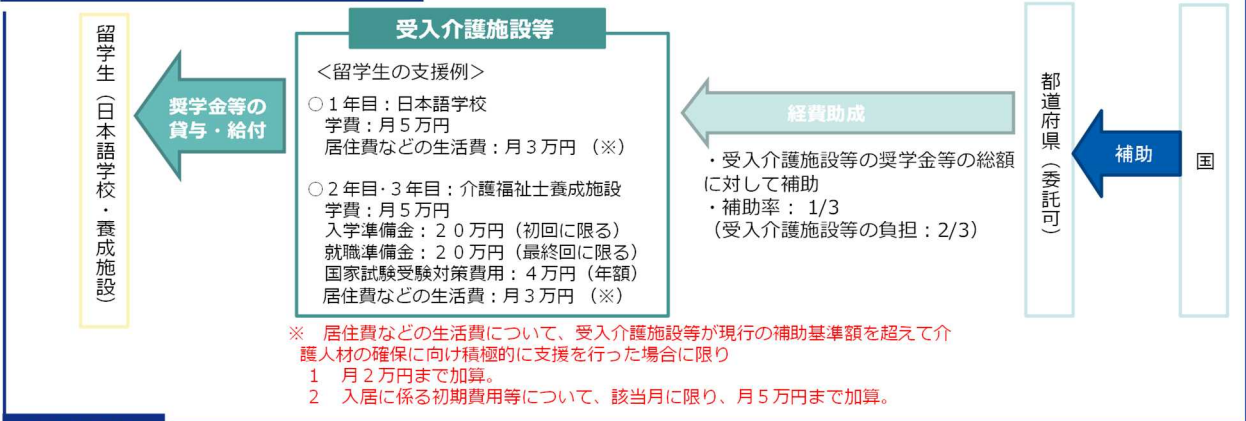 留学生（日本語学校・養成施設）
奨学金等の
貸与・給付
受入介護施設等
＜留学生の支援例＞
○１年目：日本語学校
学費：月５万円
居住費などの生活費：月３万円 （※）
○２年目･３年目：介護福祉士養成施設
学費：月５万円
入学準備金：２０万円（初回に限る）
就職準備金：２０万円（最終回に限る）
国家試験受験対策費用：４万円（年額）
居住費などの生活費：月３万円 （※）
経費助成
・受入介護施設等の奨学金等の総額
に対して補助
・補助率： 1/3
（受入介護施設等の負担：2/3）
都道府県（委託可）
補助
国
※　居住費などの生活費について、受入介護施設等が現行の補助基準額を超えて介
護人材の確保に向け積極的に支援を行った場合に限り
１　月２万円まで加算。
２　入居に係る初期費用等について、該当月に限り、月５万円まで加算。